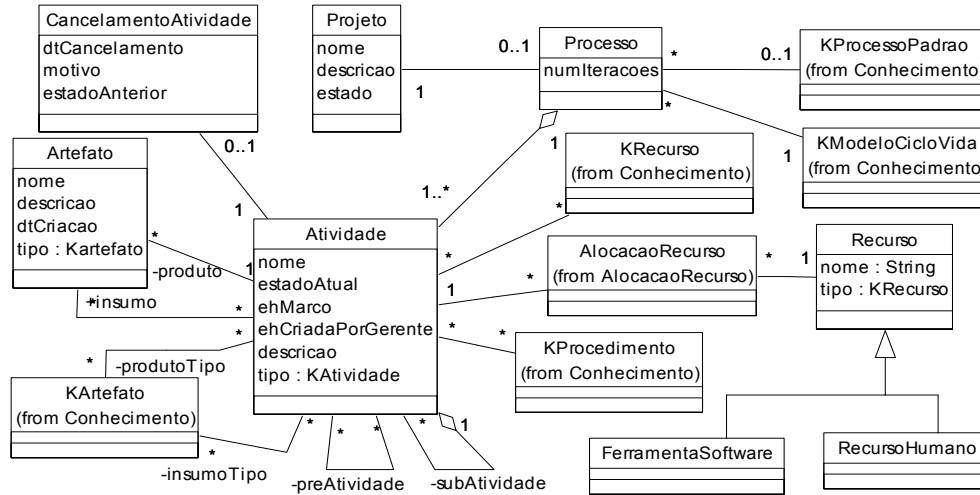 CancelamentoAtividade
dtCancelamento
motivo
estadoAnterior
0..1
1
Projeto
nome
descricao
estado
1
0..1
Processo
numIteracoes
*
0..1
KProcessoPadrao
(from Conhecimento
*
1
KModeloCicloVida
(from Conhecimento
1
1..*
Artefato
nome
descricao
dtCriacao
tipo : Kartefato
*
-produto
1
*
-insumo
*
KRecurso
(from Conhecimento)
*
*
Atividade
nome
estadoAtual
ehMarco
ehCriadaPorGerente
descricao
tipo : KAtividade
1
*
AlocacaoRecurso
(from AlocacaoRecurso)
*
1
Recurso
nome : String
tipo : KRecurso
*
*
KProcedimento
(from Conhecimento)
*
-produtoTipo
*
KArtefato
(from Conhecimento)
*
-insumoTipo
*
*
-preAtividade
*
*
-subAtividade
1
FerramentaSoftware
RecursoHumano